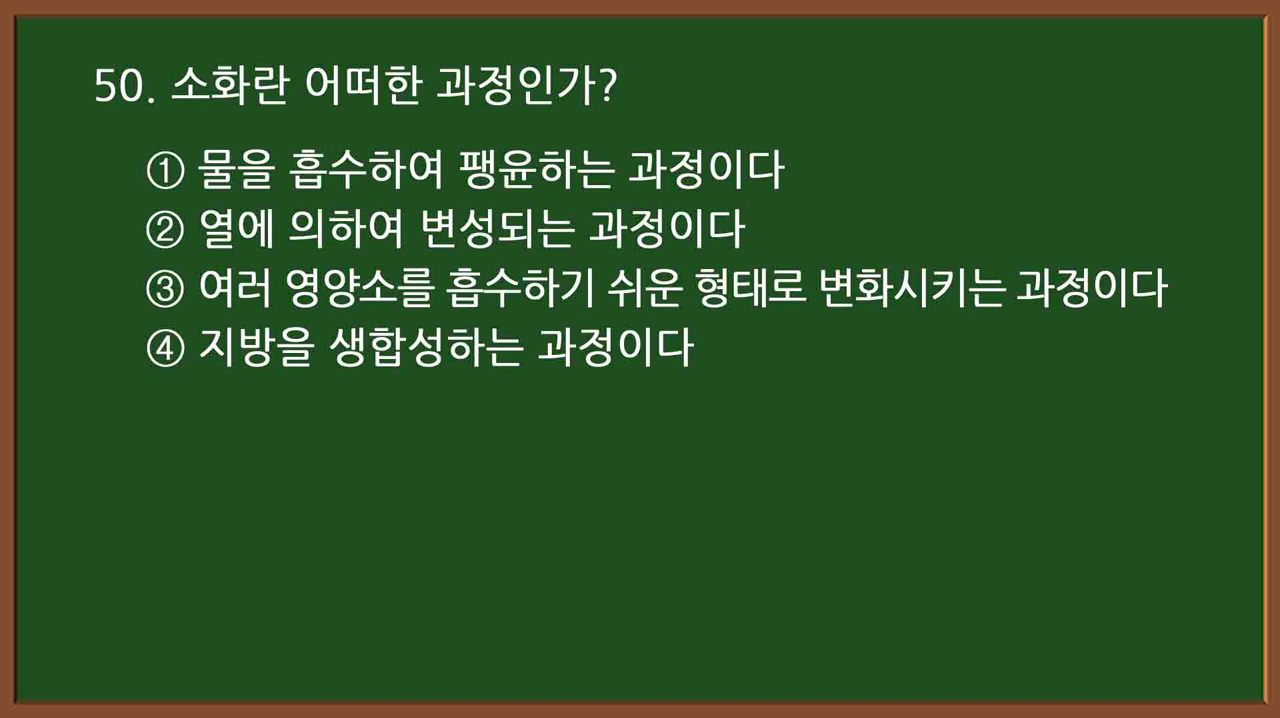 50. 소화란 어떠한 과정인가?
① 물을 흡수하여 팽윤하는 과정이다
② 열에 의하여 변성되는 과정이다
③ 여러 영양소를 흡수하기 쉬운 형태로 변화시키는 과정이다
④ 지방을 생합성하는 과정이다